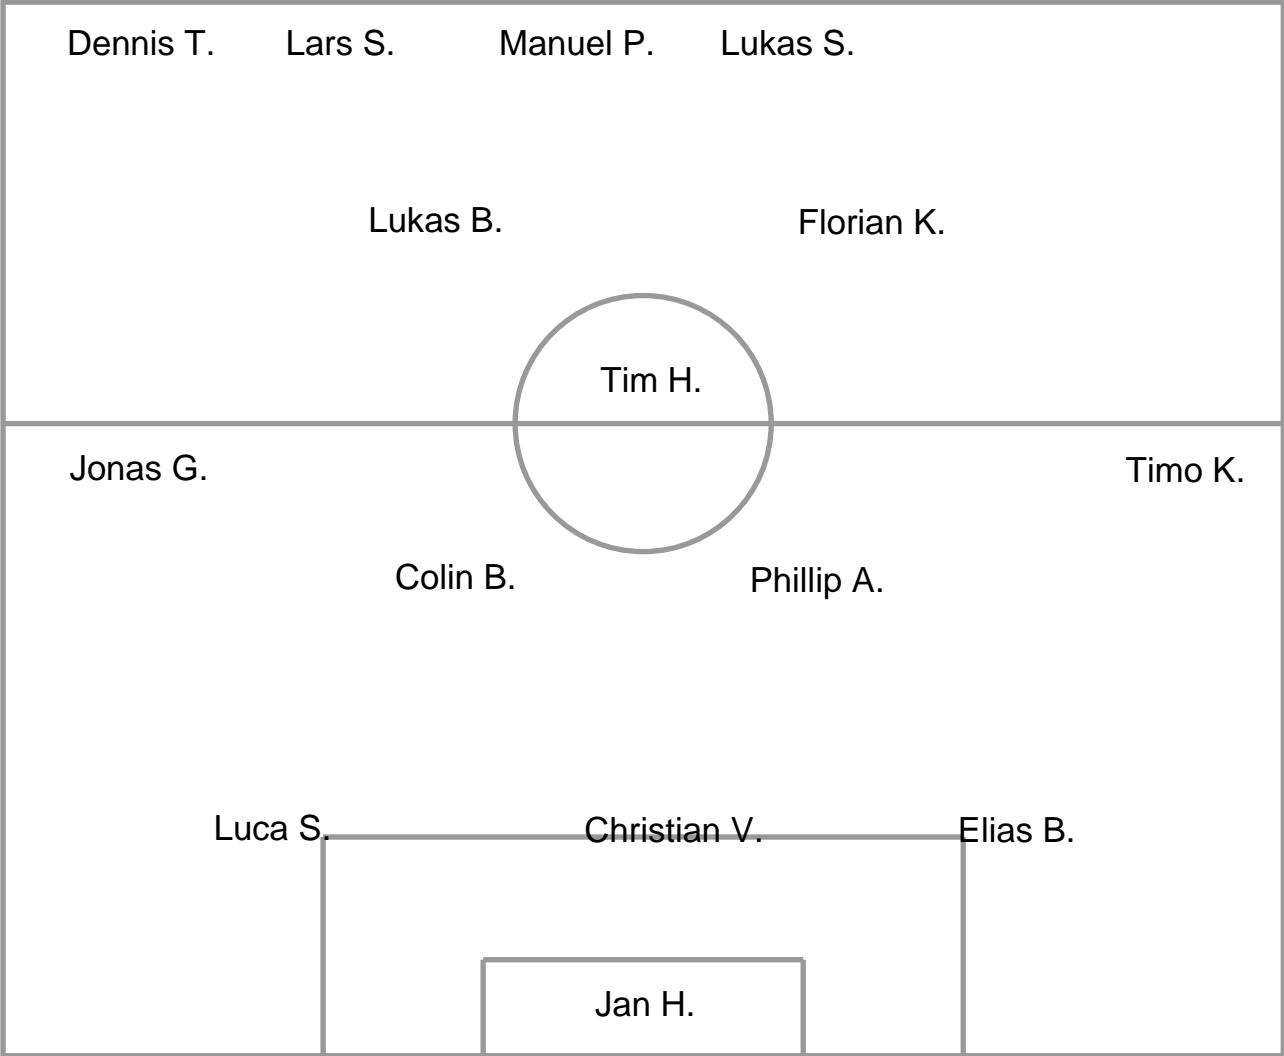 Dennis T. Lars S. Manuel P. Lukas S.
Lukas B. Florian K.
Tim H.
Jonas G. Timo K.
Colin B. Phillip A.
Luca S. Christian V. Elias B.
Jan H.